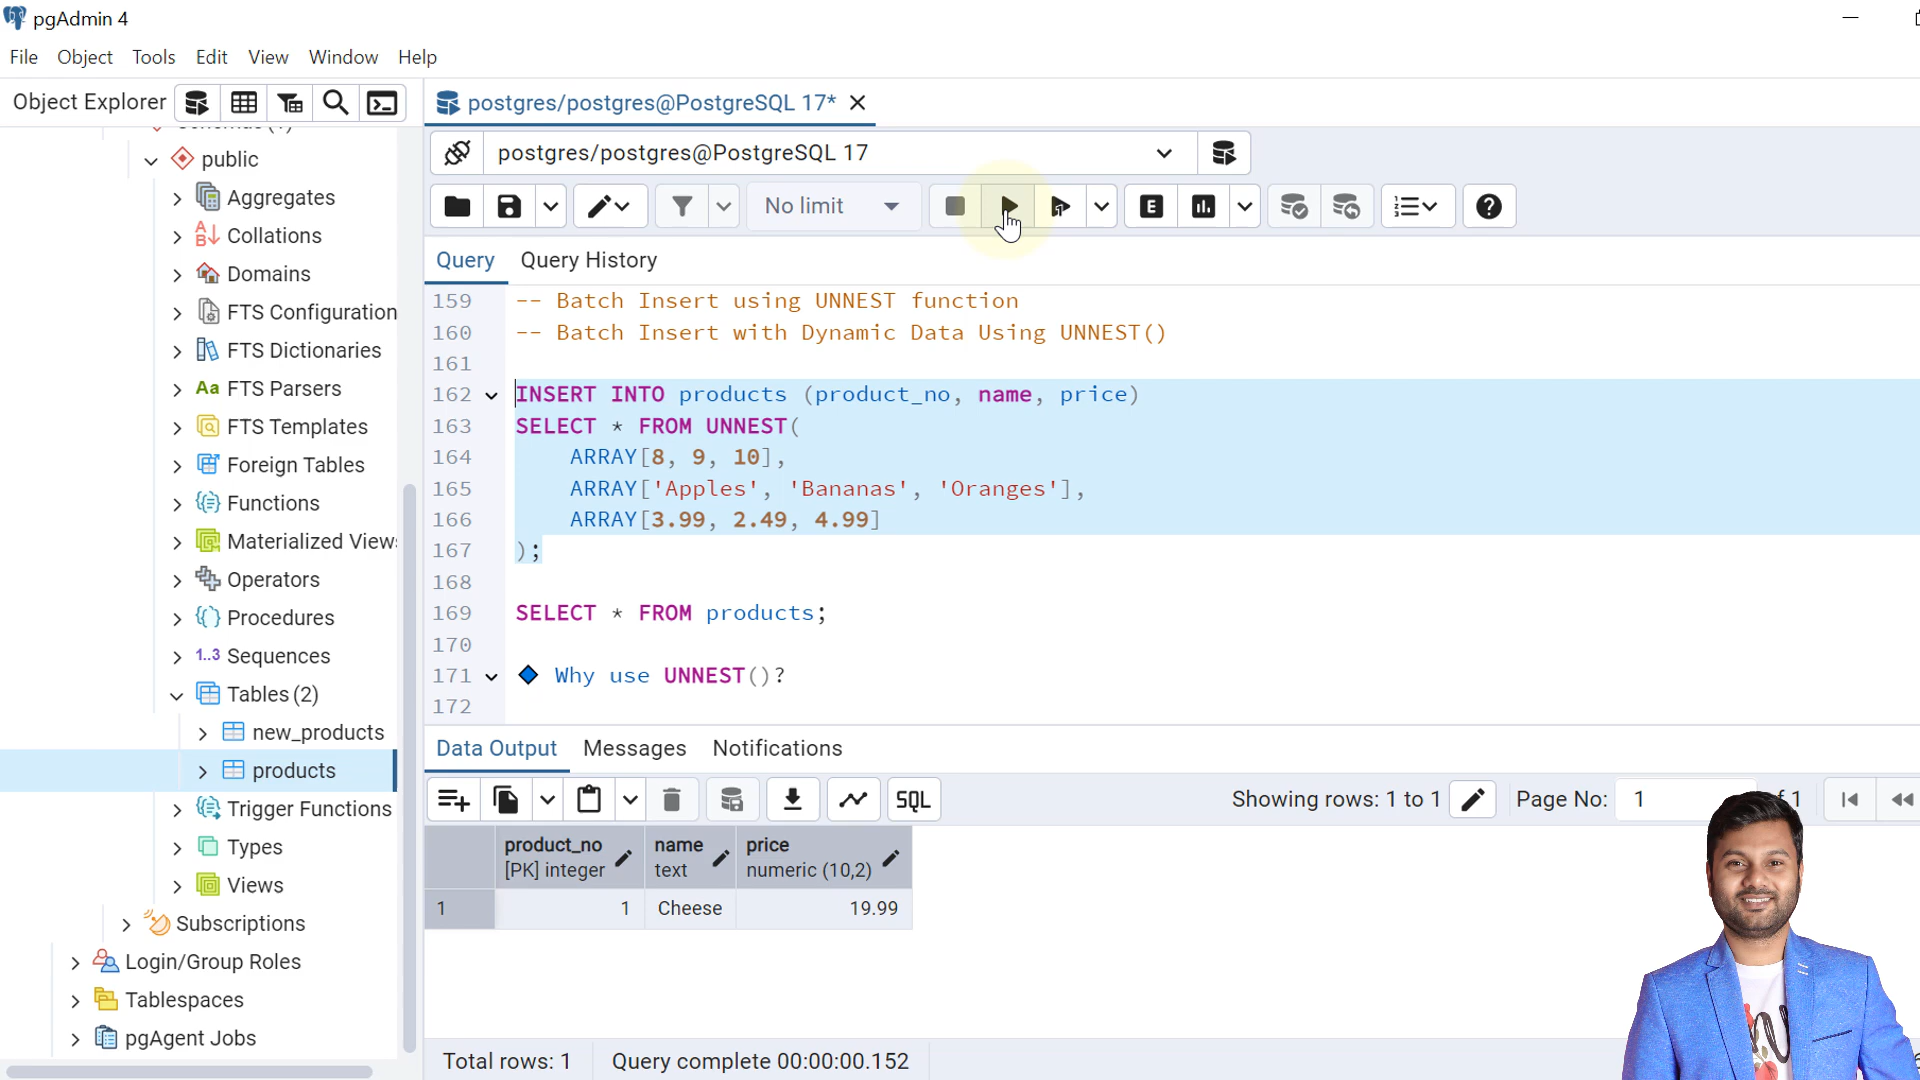 pgAdmin 4
File Object Tools Edit View Window Help
Object Explorer
postgres/postgres@PostgreSQL 17*
postgres/postgres@PostgreSQL 17
No limit
E
Query Query History
public
Aggregates
Collations
Domains
FTS Configuration
FTS Dictionaries
Aa FTS Parsers
FTS Templates
Foreign Tables
Functions
Materialized View
Operators
Procedures
1..3 Sequences
Tables (2)
new_products
products
Trigger Functions
Types
Views
Subscriptions
Login/Group Roles
Tablespaces
pgAgent Jobs
159 -- Batch Insert using UNNEST function
160 -- Batch Insert with Dynamic Data Using UNNEST()
161
162 INSERT INTO products (product_no, name, price)
163 SELECT * FROM UNNEST(
164 ARRAY[8, 9, 10],
165 ARRAY['Apples', 'Bananas', 'Oranges'],
166 ARRAY[3.99, 2.49, 4.99]
167 );
168
169 SELECT * FROM products;
170
171 🔷 Why use UNNEST()?
172
Data Output Messages Notifications
SQL
Showing rows: 1 to 1
Page No: 1 of 1
product_no name price
[PK] integer text numeric (10,2)
1 1 Cheese 19.99
Total rows: 1 Query complete 00:00:00.152